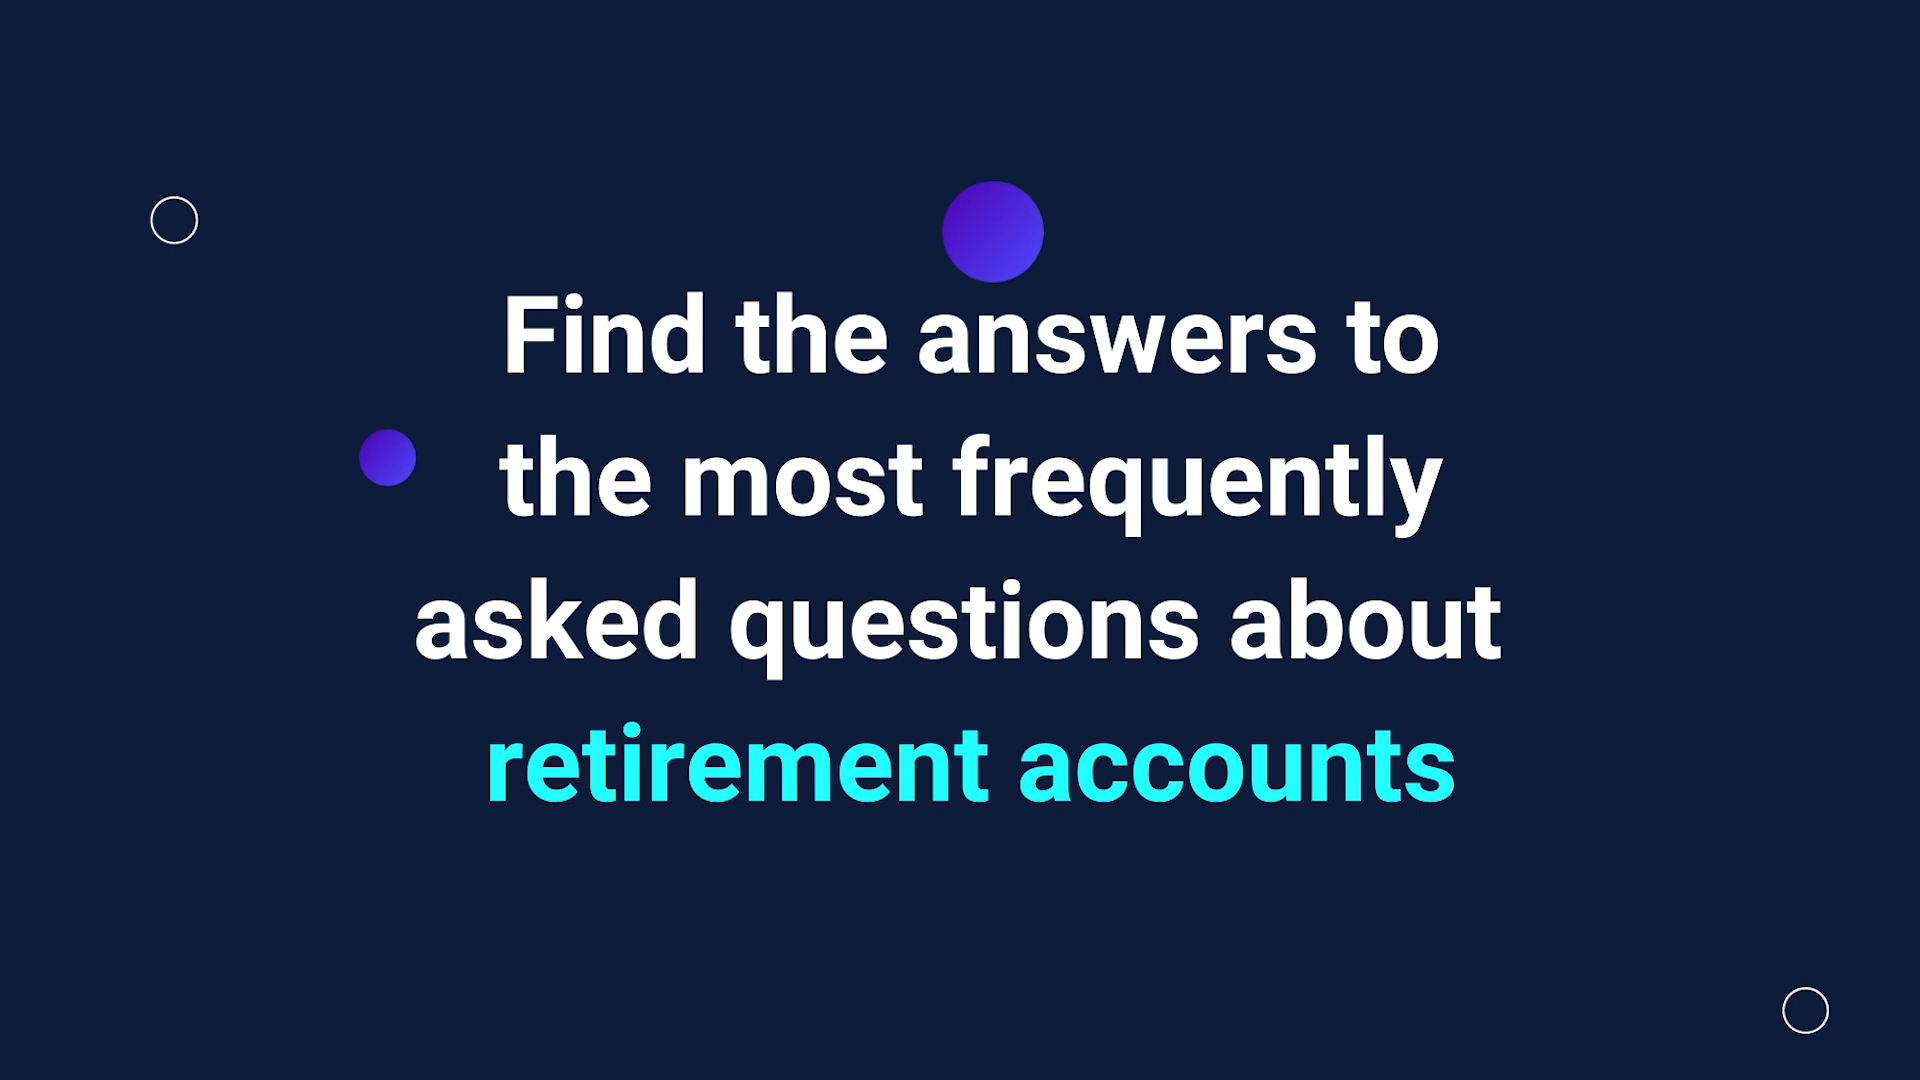 Find the answers to
the most frequently
asked questions about
retirement accounts